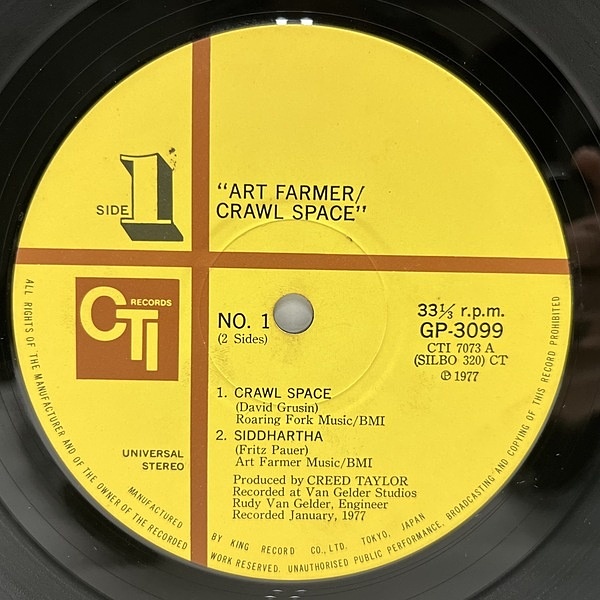 SIDE 1
"ART FARMER/
CRAWL SPACE"
CTI RECORDS
NO. 1
(2 Sides)
33⅓ r.p.m.
GP-3099
CTI 7073 A
(SILBO 320) CT
℗ 1977
1. CRAWL SPACE
(David Grusin)
Roaring Fork Music/BMI
2. SIDDHARTHA
(Fritz Pauer)
Art Farmer Music/BMI
UNIVERSAL
STEREO
Produced by CREED TAYLOR
Recorded at Van Gelder Studios
Rudy Van Gelder, Engineer
Recorded January, 1977
MANUFACTURED BY KING RECORD CO., LTD. TOKYO, JAPAN
ALL RIGHTS OF THE MANUFACTURER AND OF THE OWNER OF THE RECORDED WORK RESERVED. UNAUTHORISED PUBLIC PERFORMANCE, BROADCASTING AND COPYING OF THIS RECORD PROHIBITED